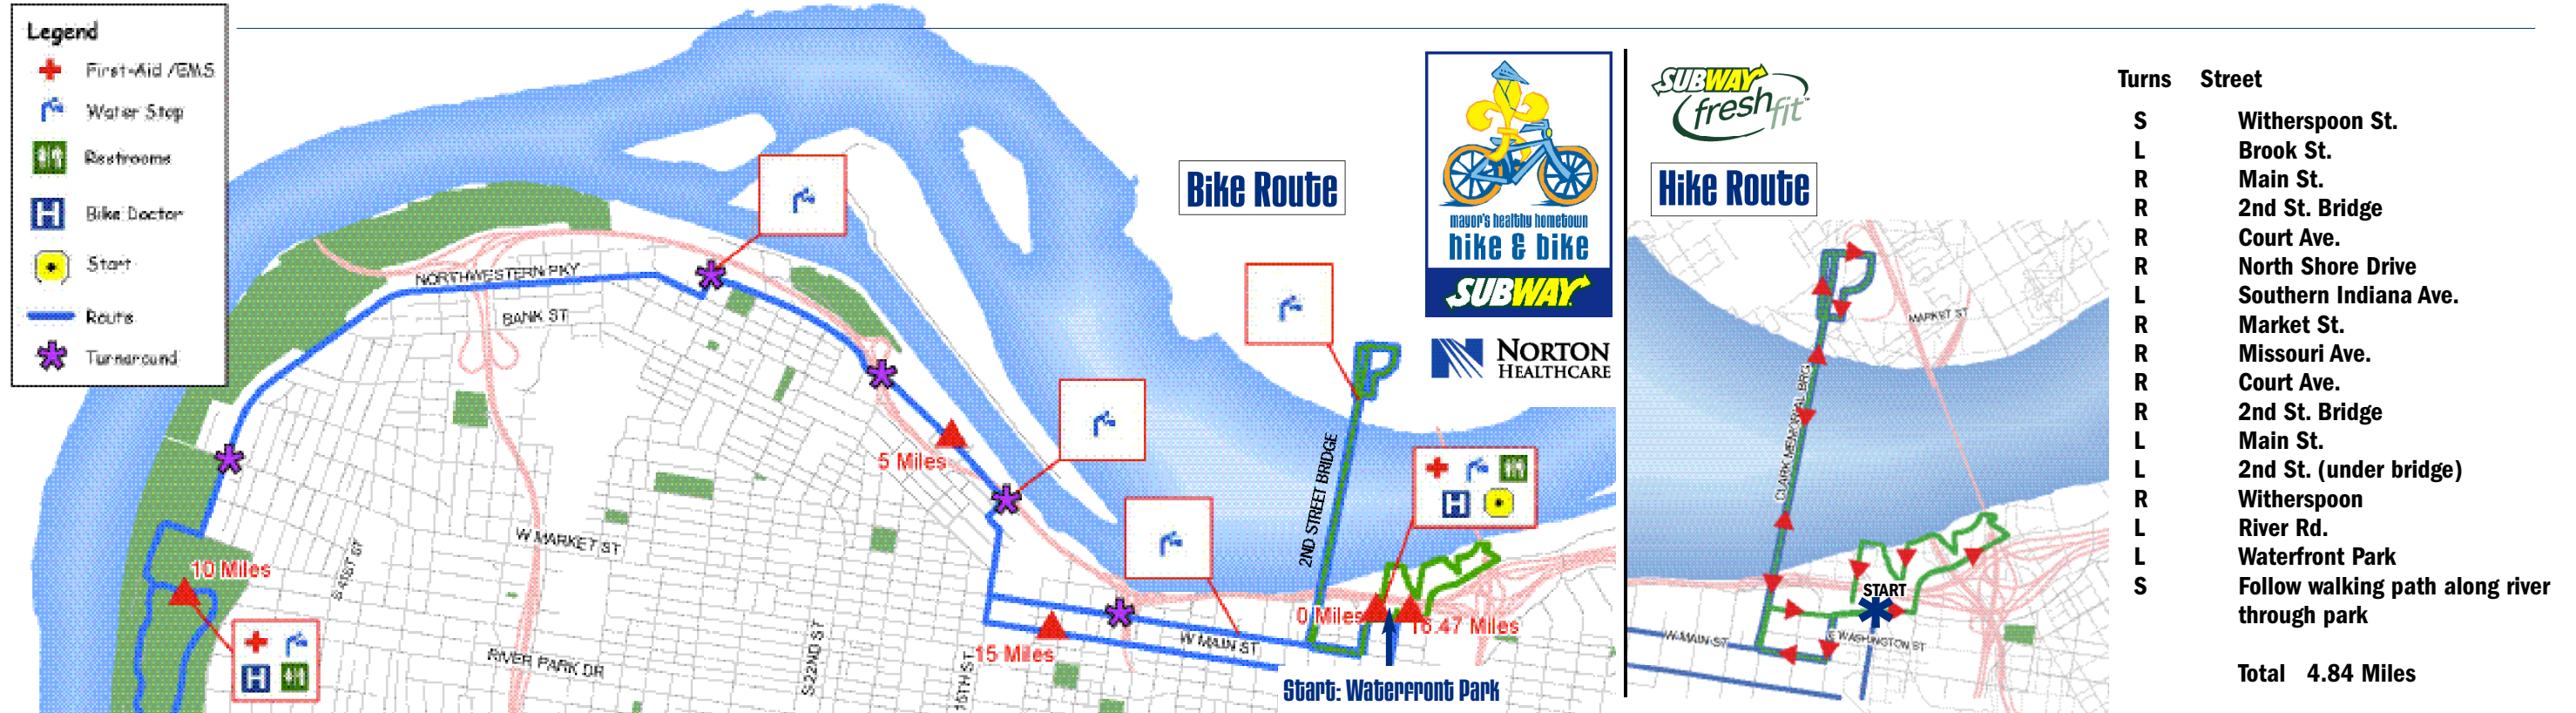 Legend
First-Aid /EMS
Water Stop
Restrooms
Bike Doctor
Start
Route
Turnaround
NORTHWESTERN PKY
BANK ST
5 Miles
W MARKET ST
S 41ST ST
10 Miles
RIVER PARK DR
S 22ND ST
15 Miles
W MAIN ST
2ND STREET BRIDGE
0 Miles
16.47 Miles
Start: Waterfront Park
Bike Route
mayor's healthy hometown
hike & bike
SUBWAY
NORTON
HEALTHCARE
SUBWAY
fresh fit™
Hike Route
MARKET ST
CLARK MEMORIAL BRG
START
W MAIN ST
E WASHINGTON ST
Turns Street
S Witherspoon St.
L Brook St.
R Main St.
R 2nd St. Bridge
R Court Ave.
R North Shore Drive
L Southern Indiana Ave.
R Market St.
R Missouri Ave.
R Court Ave.
R 2nd St. Bridge
L Main St.
L 2nd St. (under bridge)
R Witherspoon
L River Rd.
L Waterfront Park
S Follow walking path along river
through park
Total 4.84 Miles